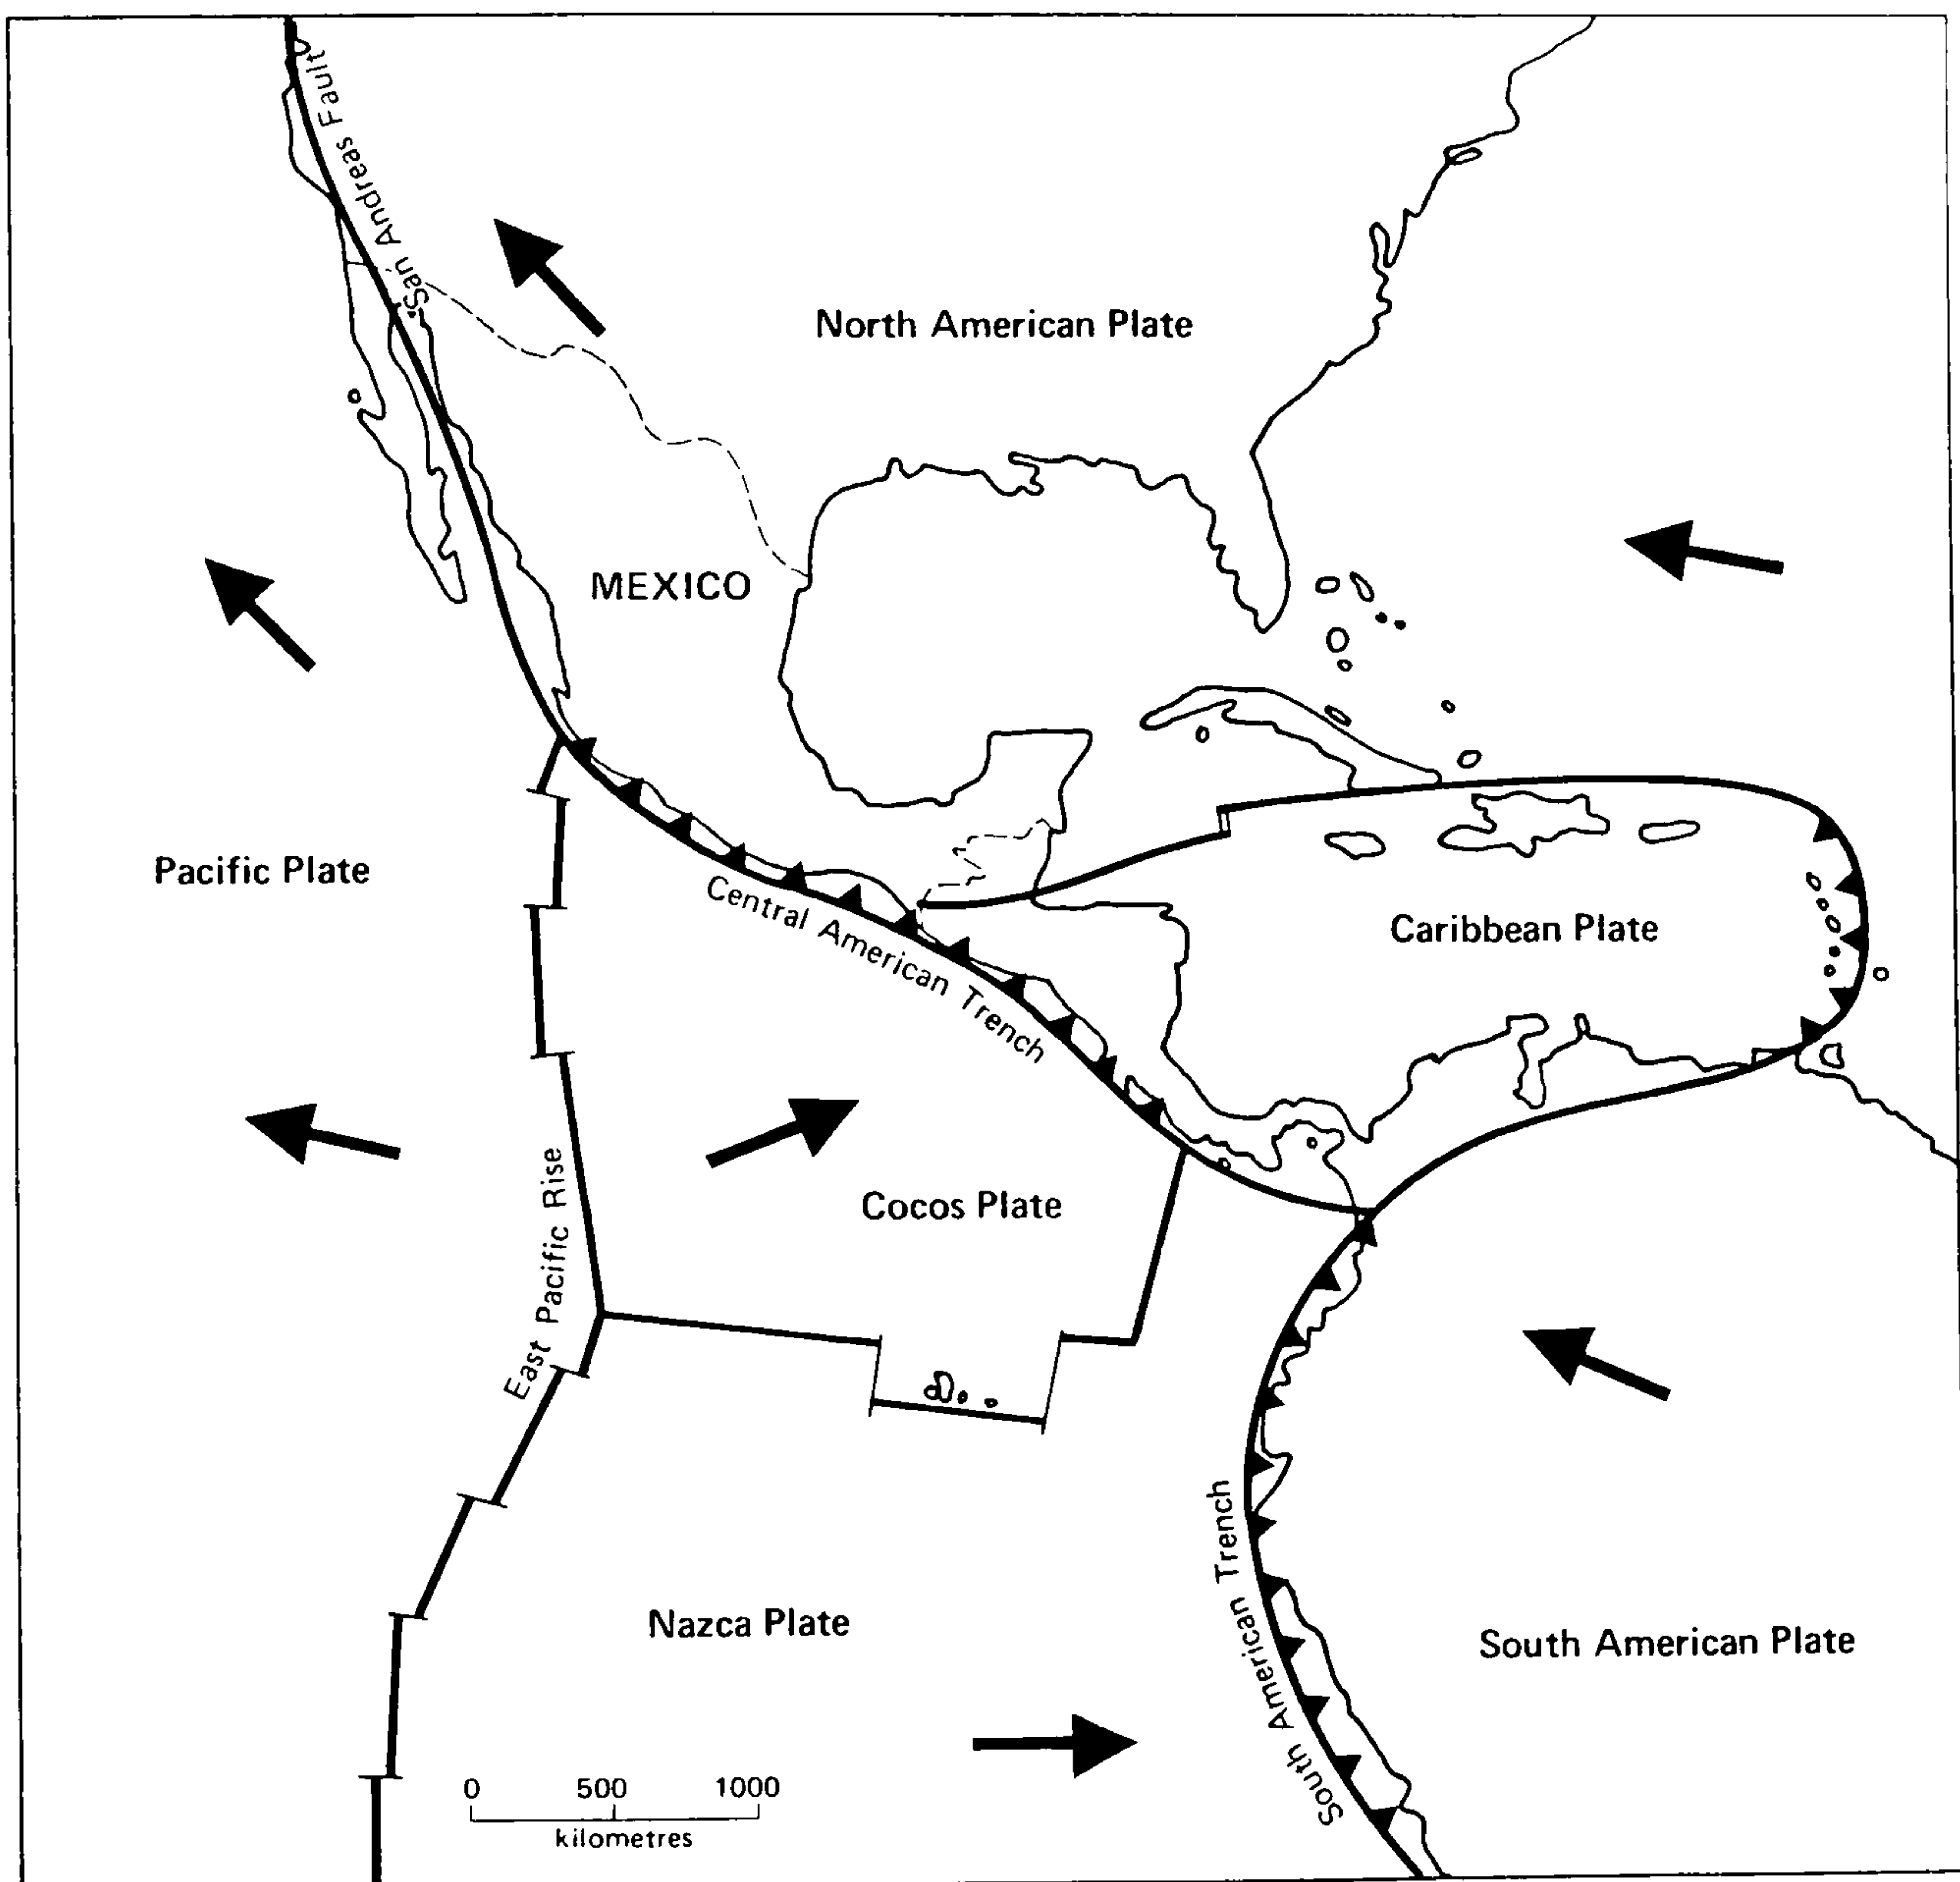 San Andreas Fault
North American Plate
MEXICO
Pacific Plate
Central American Trench
Caribbean Plate
Cocos Plate
East Pacific Rise
Nazca Plate
South American Trench
South American Plate
0 500 1000
kilometres